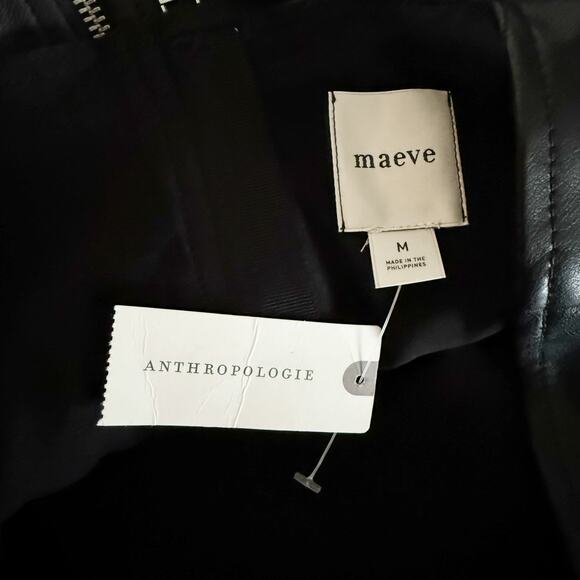 maeve
M
MADE IN THE
PHILIPPINES
ANTHROPOLOGIE